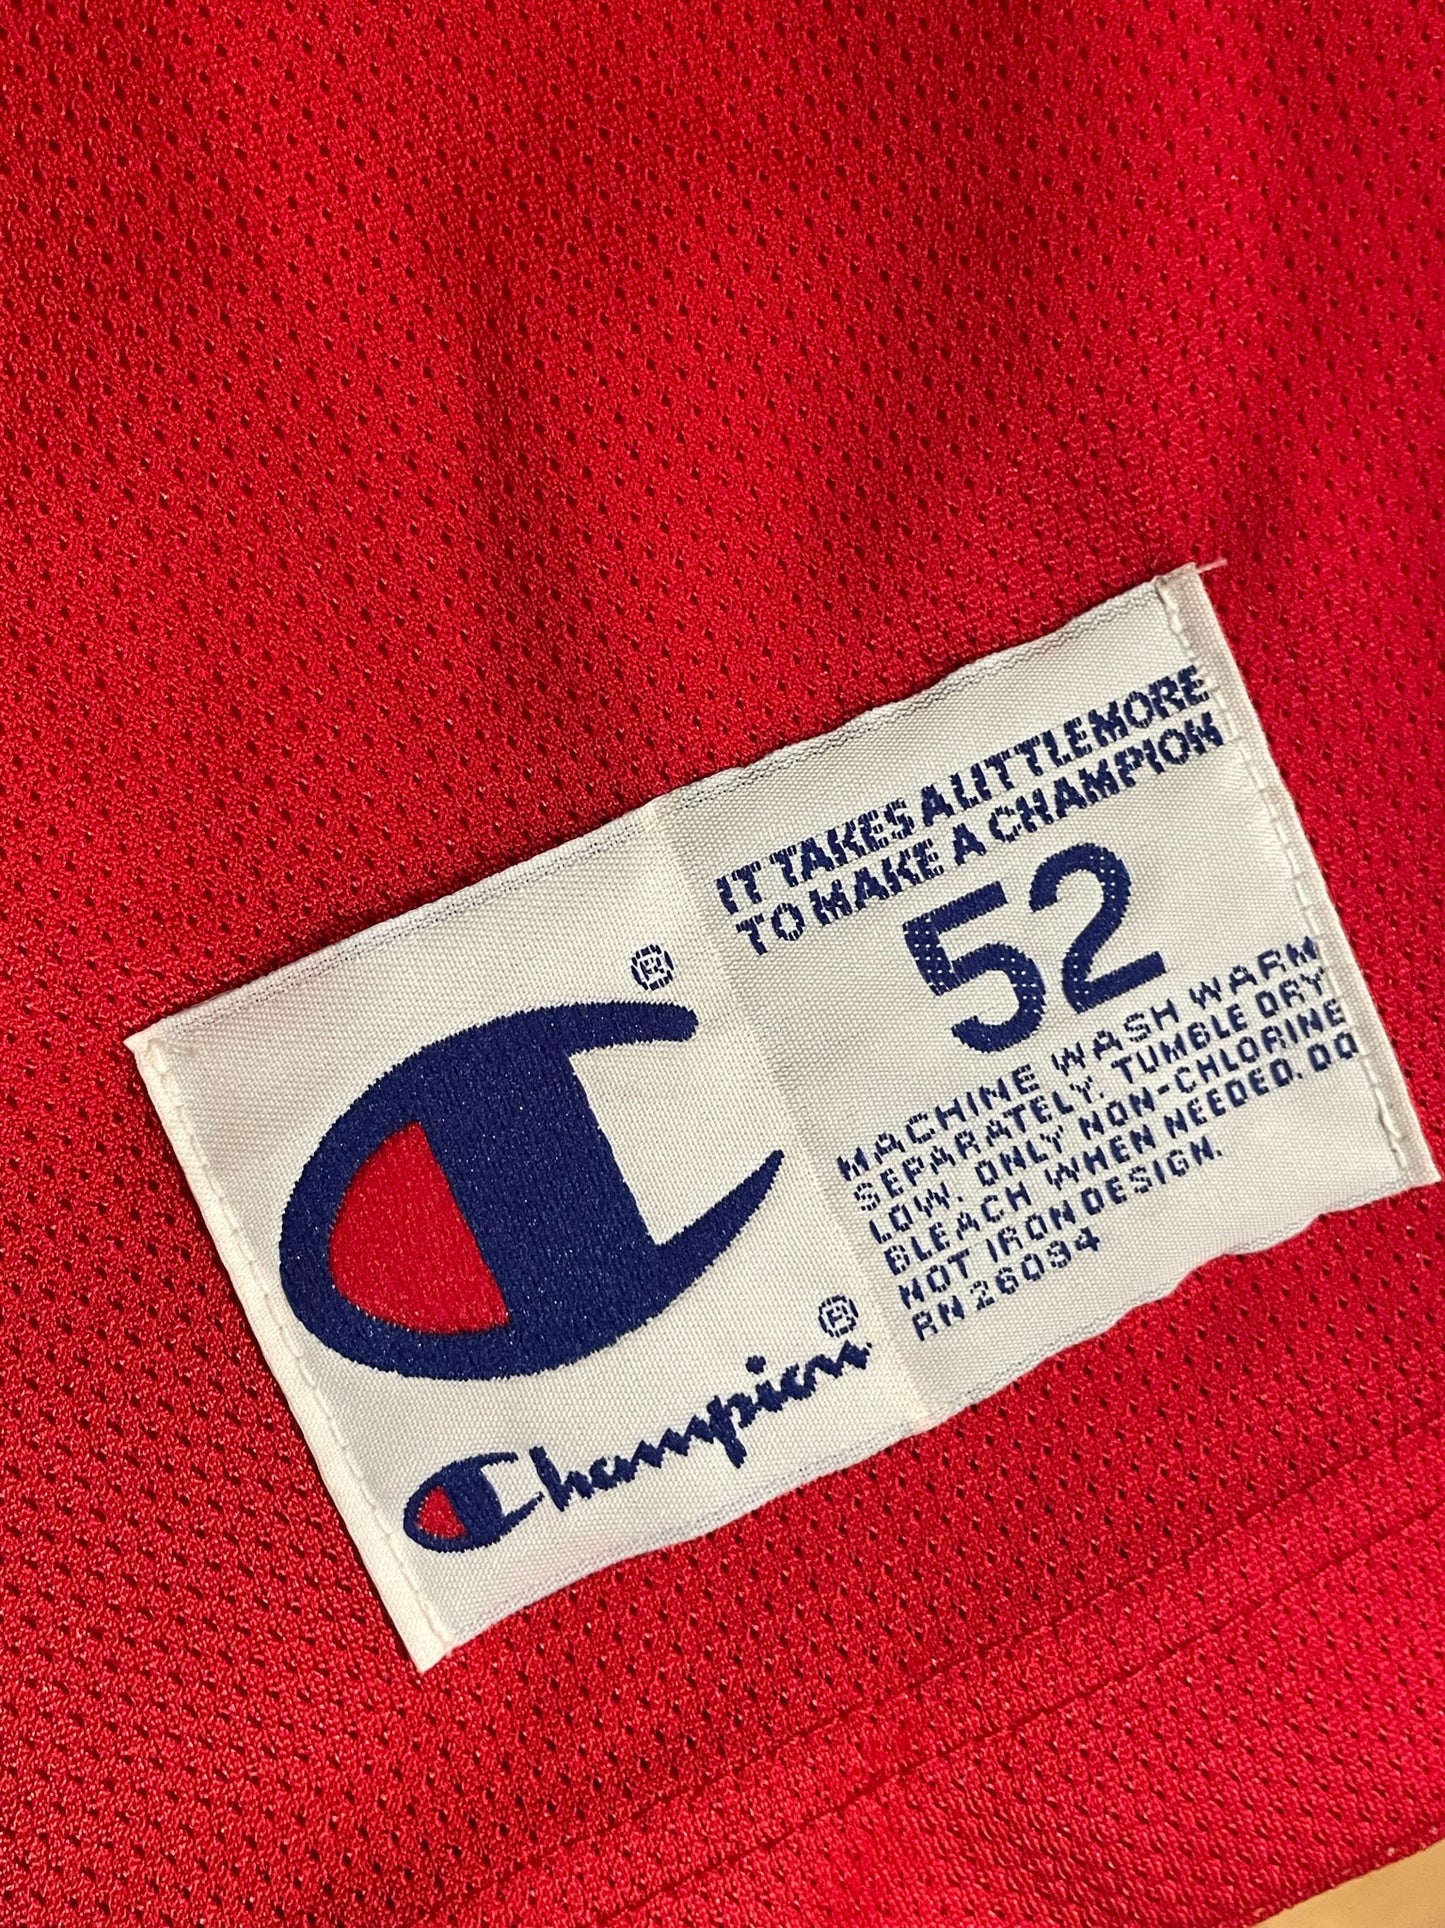 ®
Champion®
IT TAKES A LITTLE MORE
TO MAKE A CHAMPION
52
MACHINE WASH WARM
SEPARATELY. TUMBLE DRY
LOW. ONLY NON-CHLORINE
BLEACH WHEN NEEDED. DO
NOT IRON DESIGN.
RN 26094